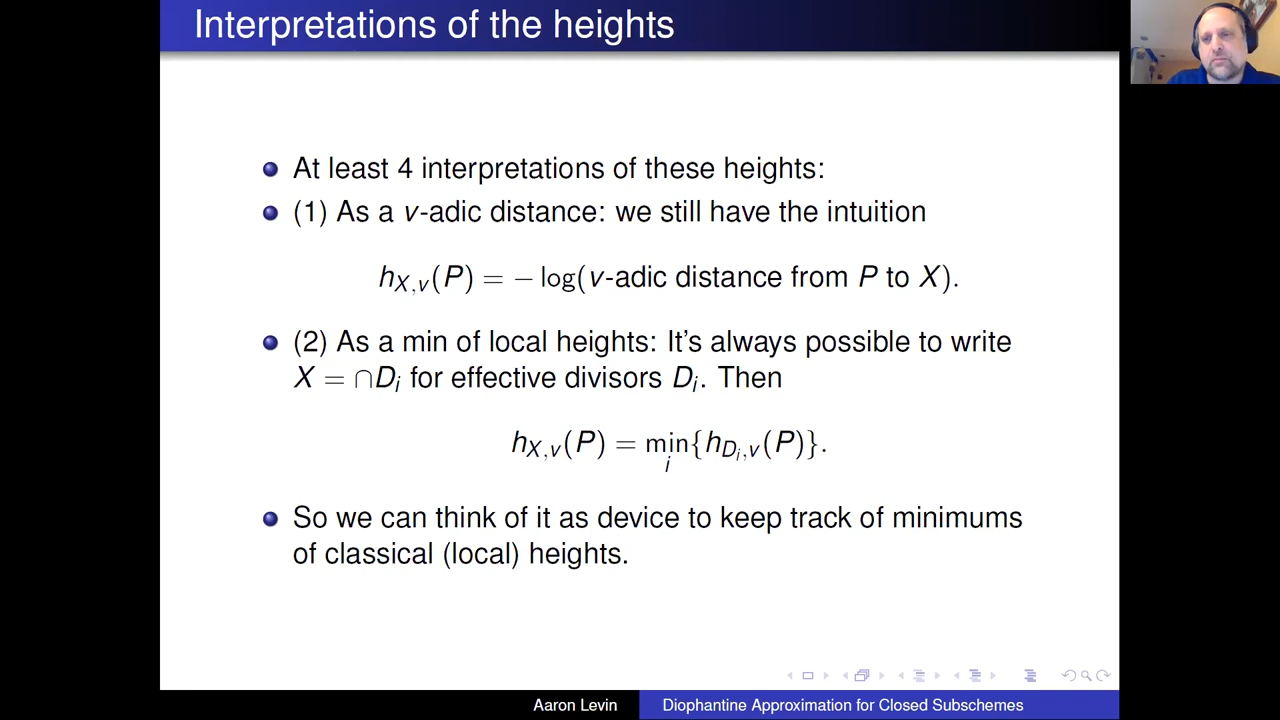 Interpretations of the heights
At least 4 interpretations of these heights:
(1) As a v-adic distance: we still have the intuition
h_{X,v}(P) = − log(v-adic distance from P to X).
(2) As a min of local heights: It's always possible to write
X = ∩D_i for effective divisors D_i. Then
h_{X,v}(P) = min_i{h_{D_i,v}(P)}.
So we can think of it as device to keep track of minimums
of classical (local) heights.
Aaron Levin
Diophantine Approximation for Closed Subschemes